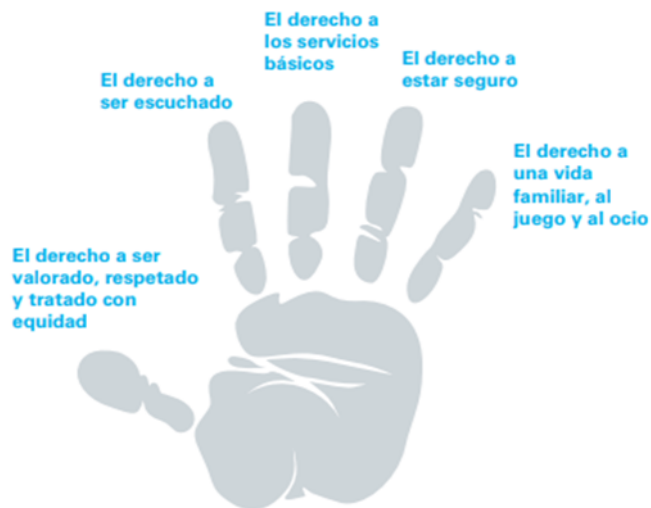 El derecho a ser
valorado, respetado
y tratado con
equidad
El derecho a
ser escuchado
El derecho a
los servicios
básicos
El derecho a
estar seguro
El derecho a
una vida
familiar, al
juego y al ocio